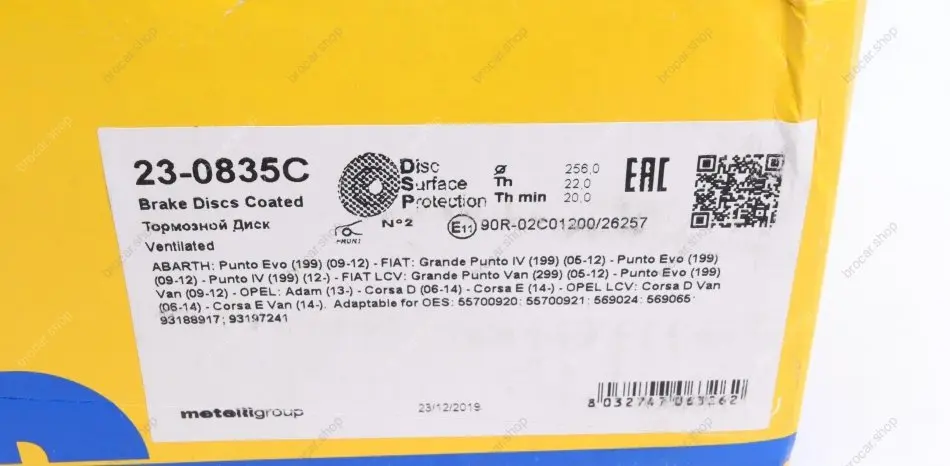 23-0835C
Brake Discs Coated
Тормозной Диск
Ventilated
Disc
Surface
Protection
N°2
FRONT
ø 256,0
Th 22,0
Th min 20,0
EAC
E11 90R-02C01200/26257
ABARTH: Punto Evo (199) (09-12) - FIAT: Grande Punto IV (199) (05-12) - Punto Evo (199)
(09-12) - Punto IV (199) (12-) - FIAT LCV: Grande Punto Van (299) (05-12) - Punto Evo (199)
Van (09-12) - OPEL: Adam (13-) - Corsa D (06-14) - Corsa E (14-) - OPEL LCV: Corsa D Van
(06-14) - Corsa E Van (14-). Adaptable for OES: 55700920; 55700921; 569024; 569065;
93188917; 93197241
metelligroup
23/12/2019
8 032747 063262
brocar.shop